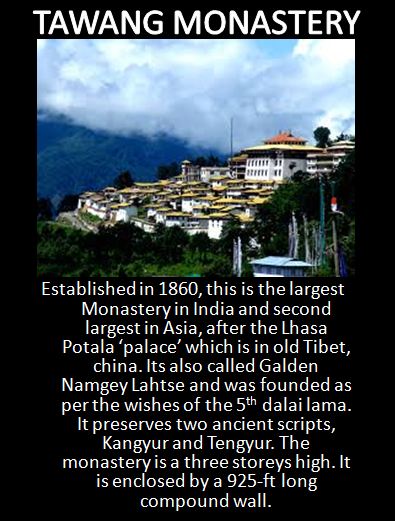 TAWANG MONASTERY
Established in 1860, this is the largest
Monastery in India and second
largest in Asia, after the Lhasa
Potala ‘palace’ which is in old Tibet,
china. Its also called Galden
Namgey Lahtse and was founded as
per the wishes of the 5th dalai lama.
It preserves two ancient scripts,
Kangyur and Tengyur. The
monastery is a three storeys high. It
is enclosed by a 925-ft long
compound wall.